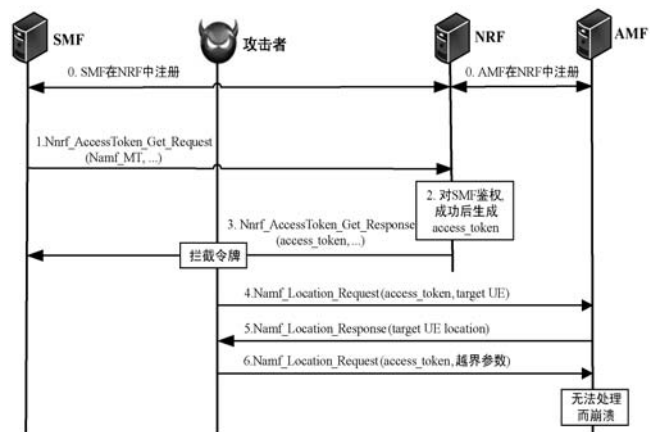 SMF
攻击者
NRF
AMF
0. SMF在NRF中注册
0. AMF在NRF中注册
1.Nnrf_AccessToken_Get_Request
(Namf_MT, ...)
2. 对SMF鉴权,
成功后生成
access_token
3. Nnrf_AccessToken_Get_Response
(access_token, ...)
拦截令牌
4.Namf_Location_Request(access_token, target UE)
5.Namf_Location_Response(target UE location)
6.Namf_Location_Request(access_token, 越界参数)
无法处理
而崩溃